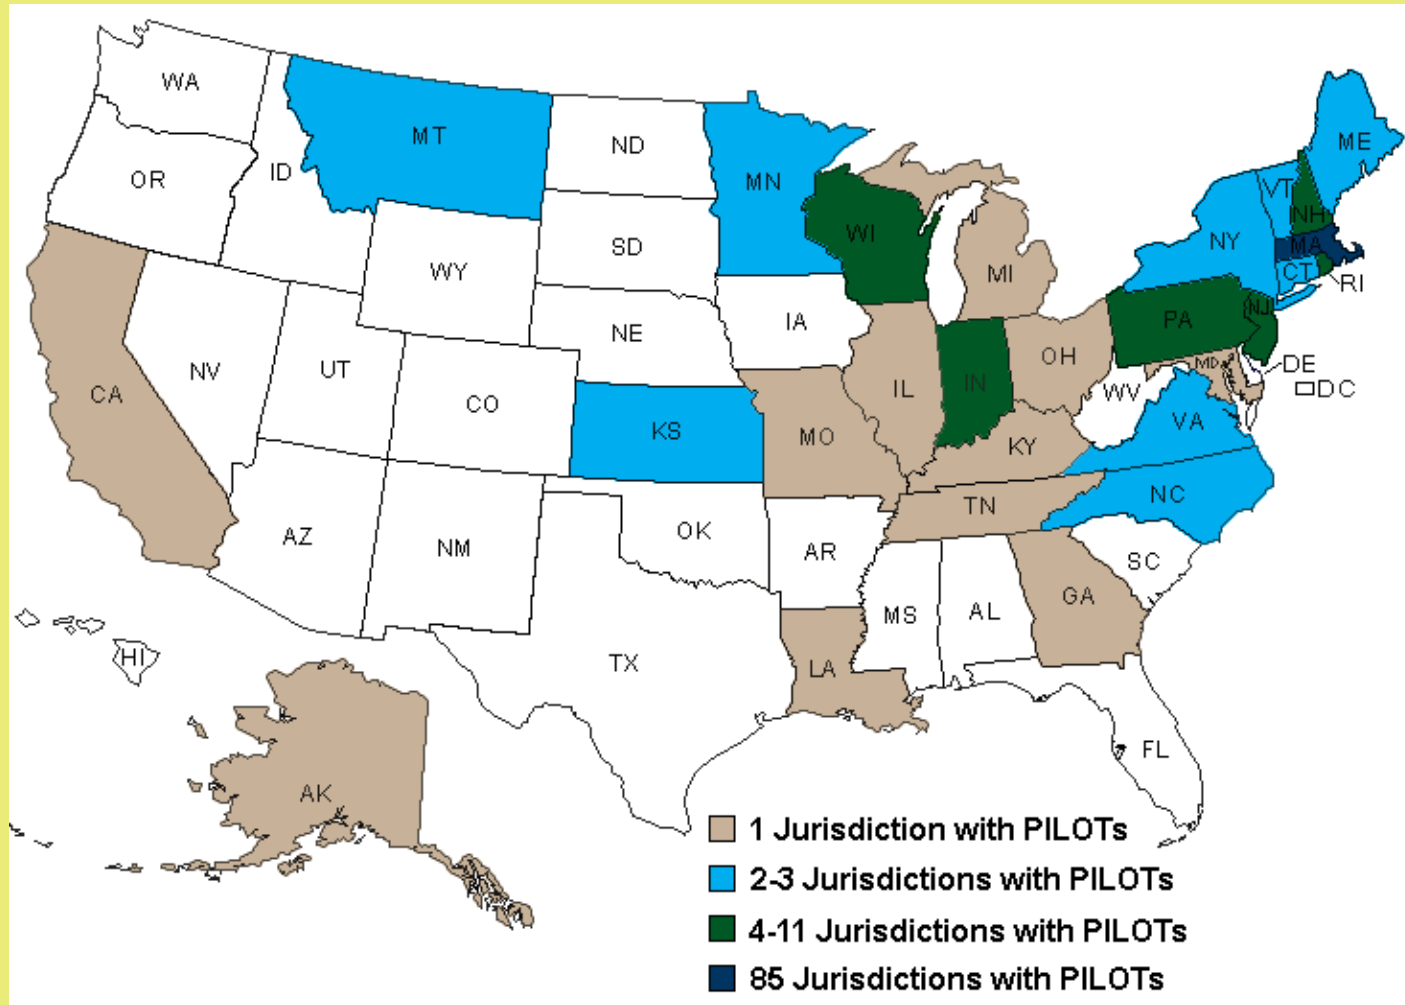 WA
MT
ND
MN
ME
OR
ID
VT
NH
WI
NY
MA
SD
WY
MI
CT
RI
IA
NJ
PA
NE
OH
MD
DE
NV
UT
IN
DC
CA
CO
IL
WV
KS
MO
KY
VA
NC
TN
AZ
NM
OK
AR
SC
GA
MS
AL
HI
TX
LA
FL
AK
1 Jurisdiction with PILOTs
2-3 Jurisdictions with PILOTs
4-11 Jurisdictions with PILOTs
85 Jurisdictions with PILOTs